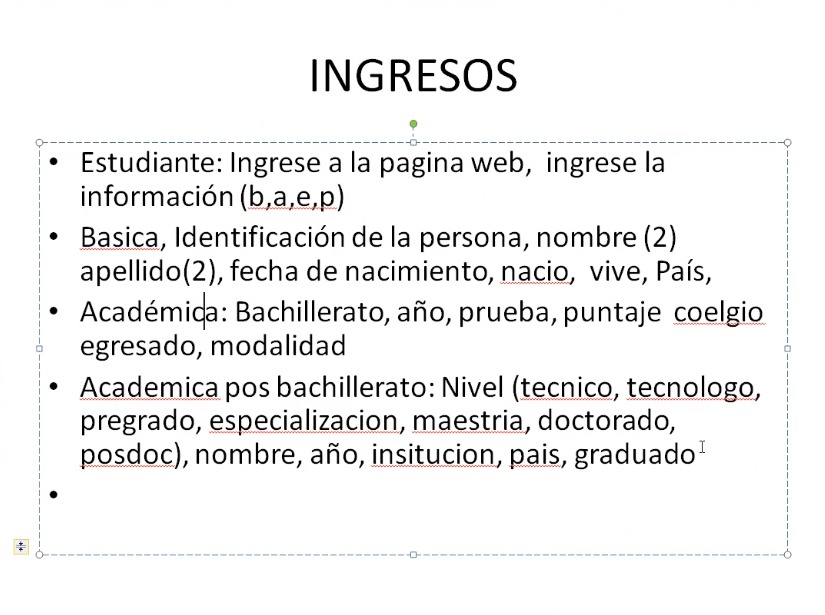 INGRESOS
• Estudiante: Ingrese a la pagina web, ingrese la
información (b,a,e,p)
• Basica, Identificación de la persona, nombre (2)
apellido(2), fecha de nacimiento, nacio, vive, País,
• Académica: Bachillerato, año, prueba, puntaje coelgio
egresado, modalidad
• Academica pos bachillerato: Nivel (tecnico, tecnologo,
pregrado, especializacion, maestria, doctorado,
posdoc), nombre, año, insitucion, pais, graduado
•